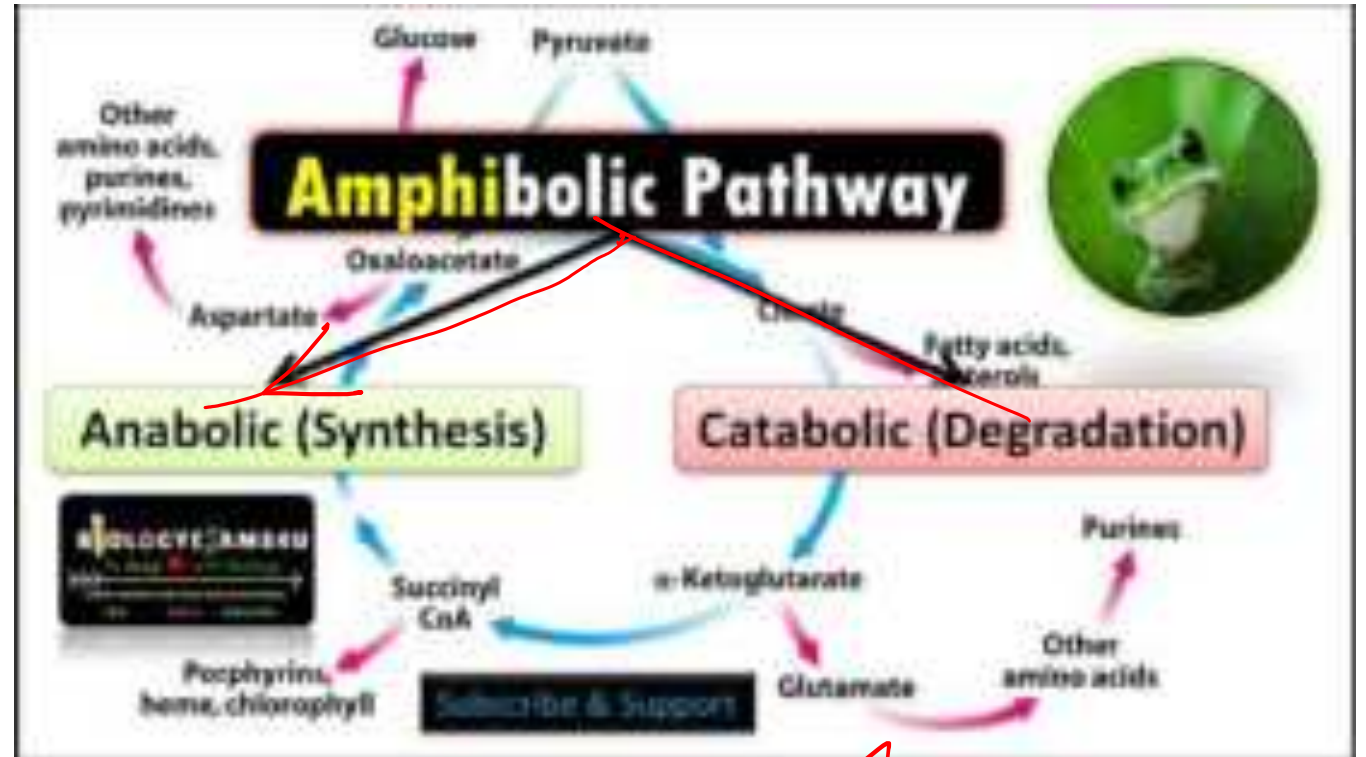 Glucose
Pyruvate
Other
amino acids,
purines,
pyrimidines
Amphibolic Pathway
Oxaloacetate
Aspartate
Citrate
Fatty acids,
sterols
Anabolic (Synthesis)
Catabolic (Degradation)
BIOLOGYEXAMS4U
Purines
α-Ketoglutarate
Succinyl
CoA
Other
amino acids
Porphyrins,
heme, chlorophyll
Subscribe & Support
Glutamate